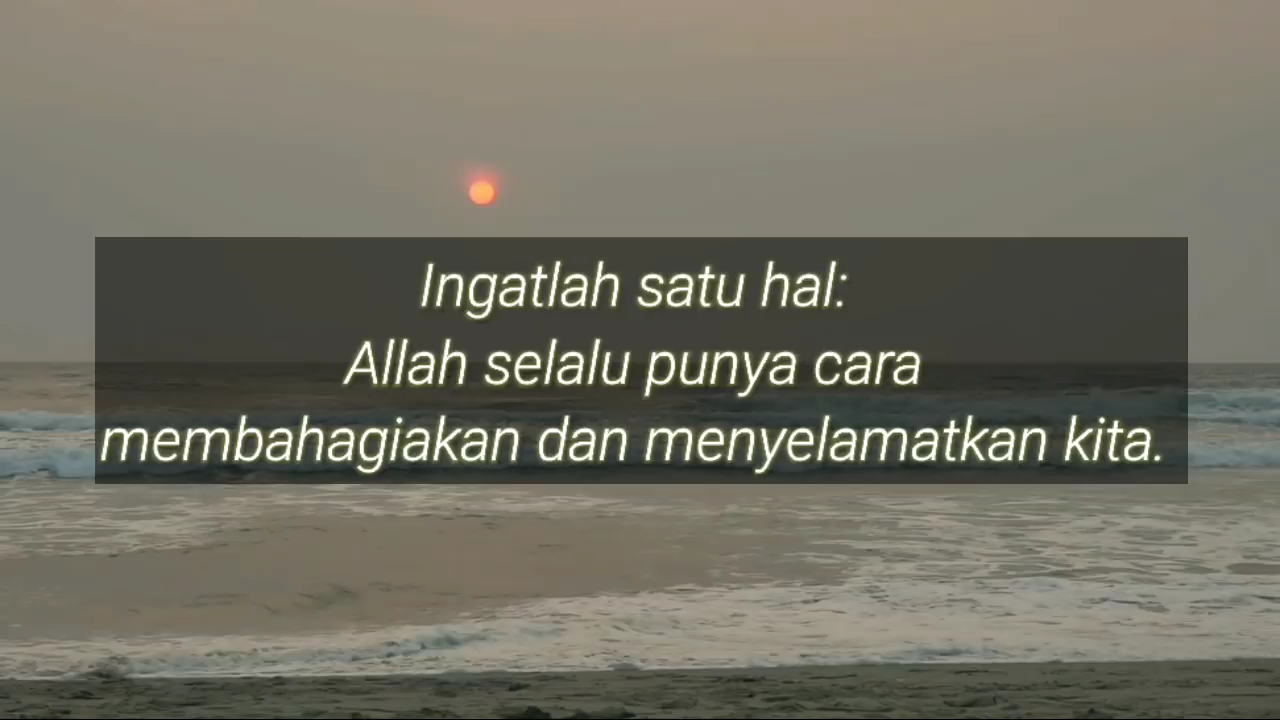 Ingatlah satu hal:
Allah selalu punya cara
membahagiakan dan menyelamatkan kita.